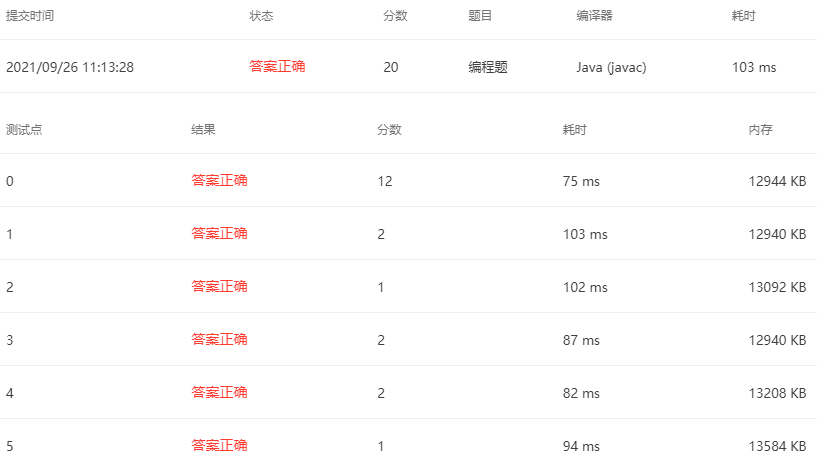 提交时间 状态 分数 题目 编译器 耗时
2021/09/26 11:13:28 答案正确 20 编程题 Java (javac) 103 ms
测试点 结果 分数 耗时 内存
0 答案正确 12 75 ms 12944 KB
1 答案正确 2 103 ms 12940 KB
2 答案正确 1 102 ms 13092 KB
3 答案正确 2 87 ms 12940 KB
4 答案正确 2 82 ms 13208 KB
5 答案正确 1 94 ms 13584 KB